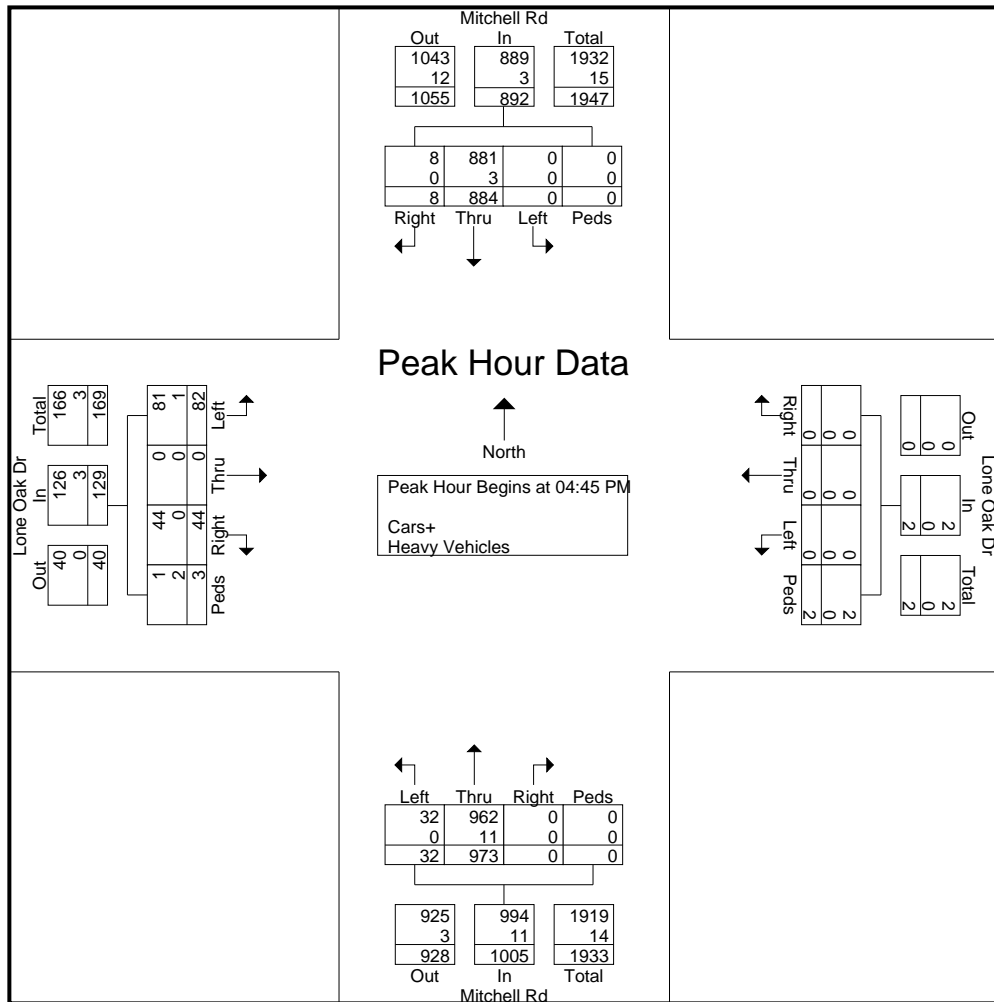 Mitchell Rd
Out In Total
1043 889 1932
12 3 15
1055 892 1947
8 881 0 0
0 3 0 0
8 884 0 0
Right Thru Left Peds
Peak Hour Data
North
Peak Hour Begins at 04:45 PM
Cars+
Heavy Vehicles
Lone Oak Dr
Out In Total
40 126 166
0 3 3
40 129 169
Peds Right Thru Left
1 44 0 81
2 0 0 1
3 44 0 82
Lone Oak Dr
Out In Total
0 2 2
0 0 0
0 2 2
Right Thru Left Peds
0 0 0 2
0 0 0 0
0 0 0 2
Left Thru Right Peds
32 962 0 0
0 11 0 0
32 973 0 0
925 994 1919
3 11 14
928 1005 1933
Out In Total
Mitchell Rd